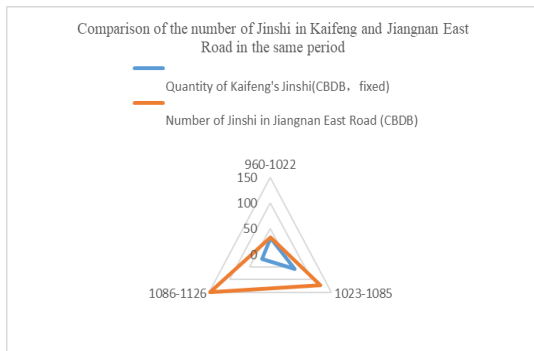 Comparison of the number of Jinshi in Kaifeng and Jiangnan East
Road in the same period
Quantity of Kaifeng's Jinshi(CBDB，fixed)
Number of Jinshi in Jiangnan East Road (CBDB)
960-1022
150
100
50
0
1086-1126
1023-1085